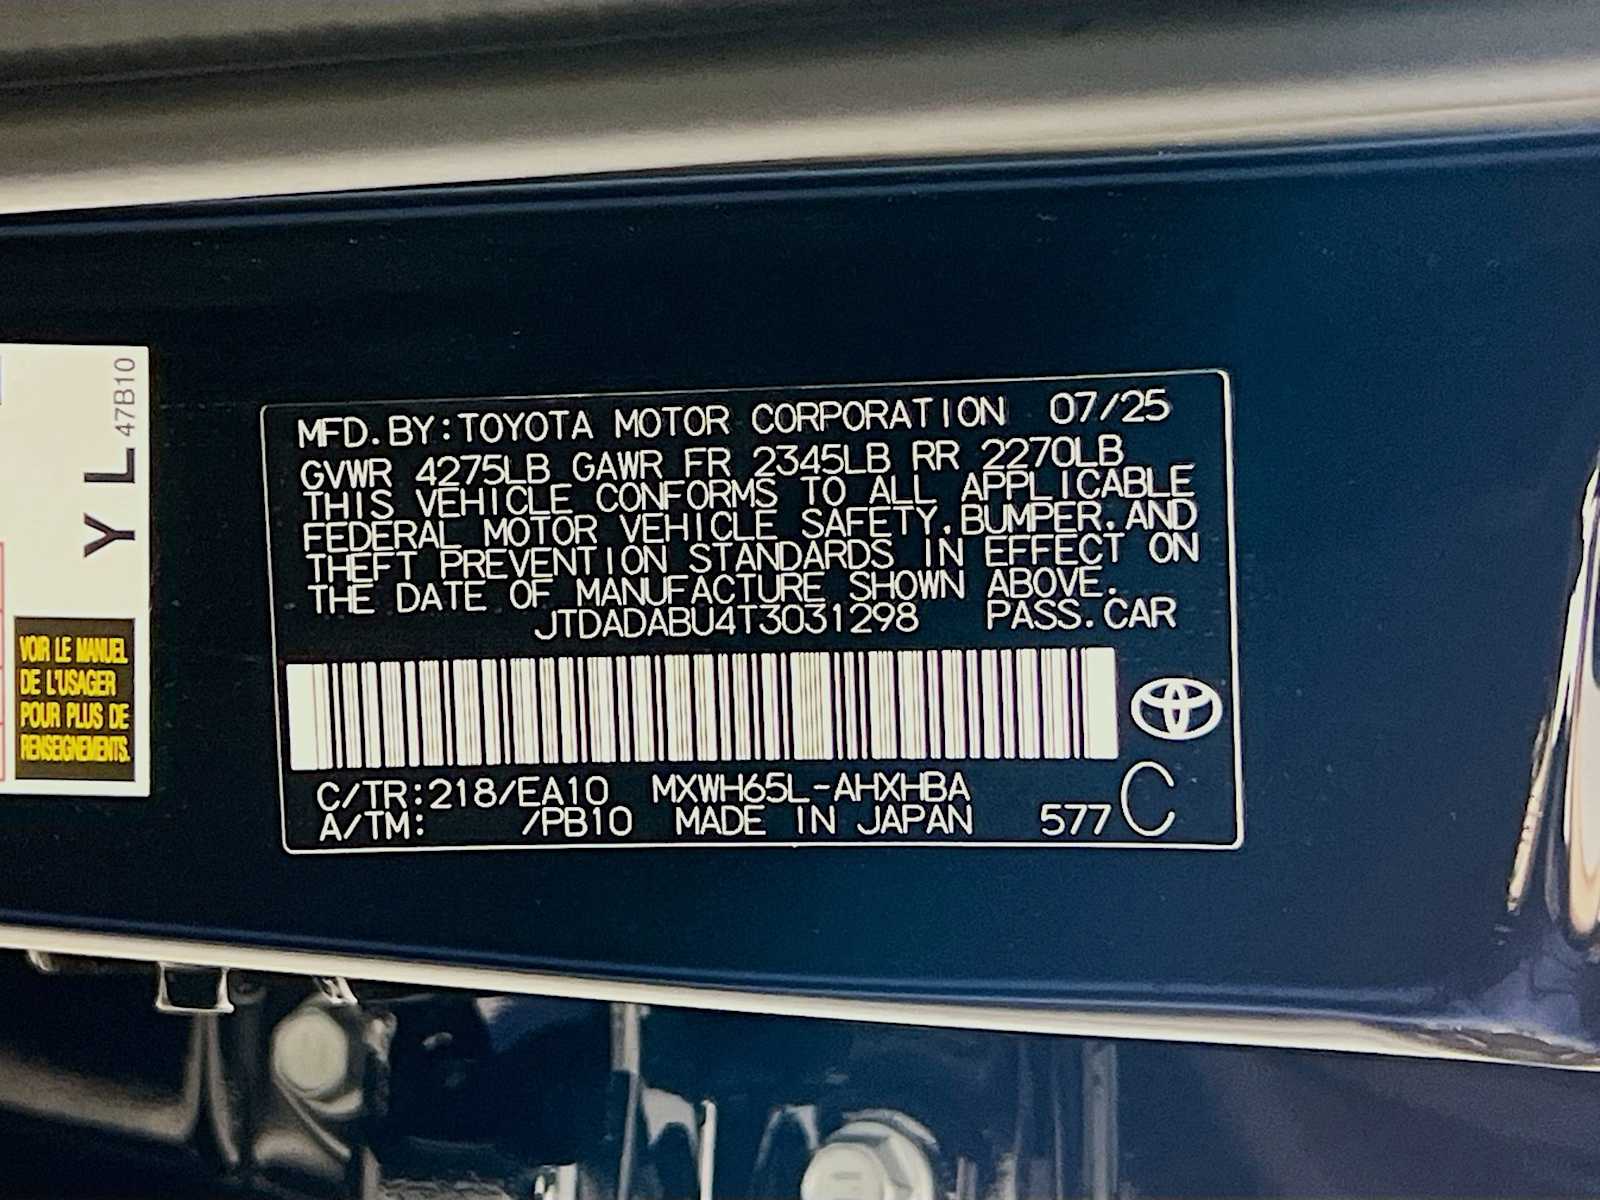 47B10
Y L
VOIR LE MANUEL
DE L'USAGER
POUR PLUS DE
RENSEIGNEMENTS.
MFD.BY:TOYOTA MOTOR CORPORATION 07/25
GVWR 4275LB GAWR FR 2345LB RR 2270LB
THIS VEHICLE CONFORMS TO ALL APPLICABLE
FEDERAL MOTOR VEHICLE SAFETY,BUMPER,AND
THEFT PREVENTION STANDARDS IN EFFECT ON
THE DATE OF MANUFACTURE SHOWN ABOVE.
JTDADABU4T3031298 PASS.CAR
C/TR:218/EA10 MXWH65L-AHXHBA
A/TM: /PB10 MADE IN JAPAN 577 C